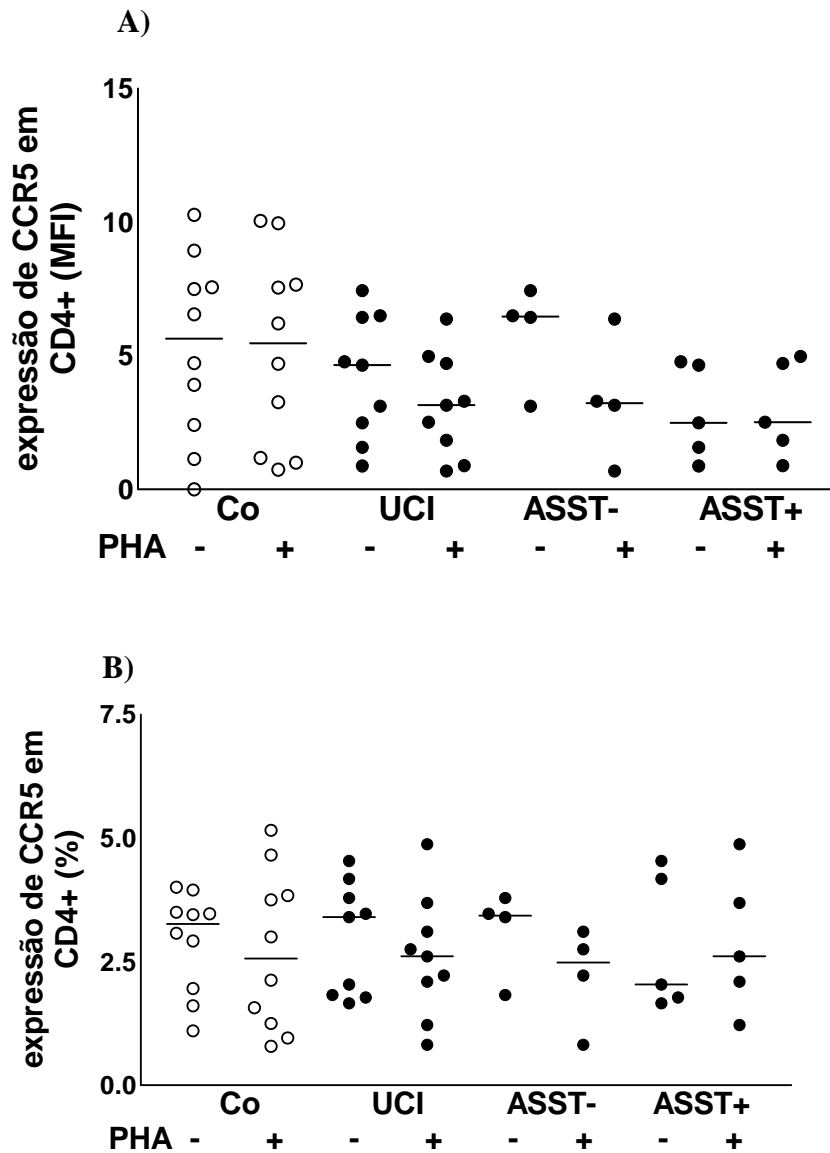 A)
expressão de CCR5 em
CD4+ (MFI)
15
10
5
0
Co UCI ASST- ASST+
PHA - + - + - + - +
B)
expressão de CCR5 em
CD4+ (%)
7.5
5.0
2.5
0.0
Co UCI ASST- ASST+
PHA - + - + - + - +